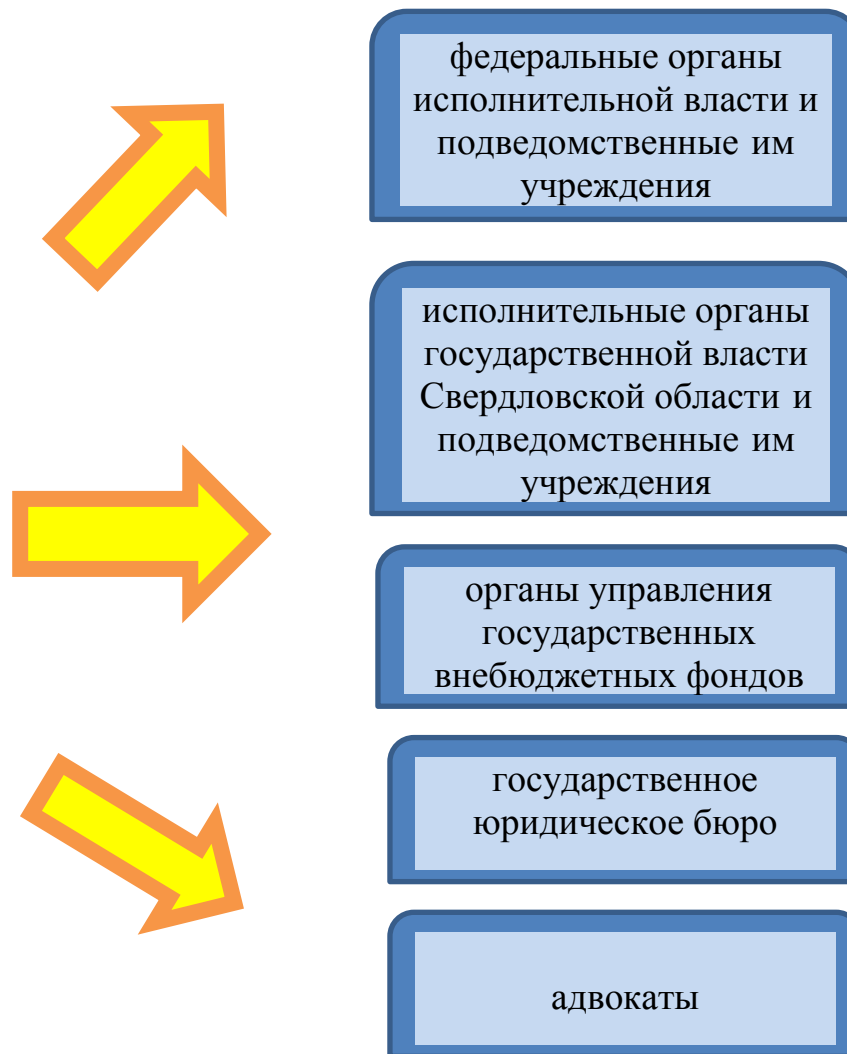 федеральные органы
исполнительной власти и
подведомственные им
учреждения
исполнительные органы
государственной власти
Свердловской области и
подведомственные им
учреждения
органы управления
государственных
внебюджетных фондов
государственное
юридическое бюро
адвокаты